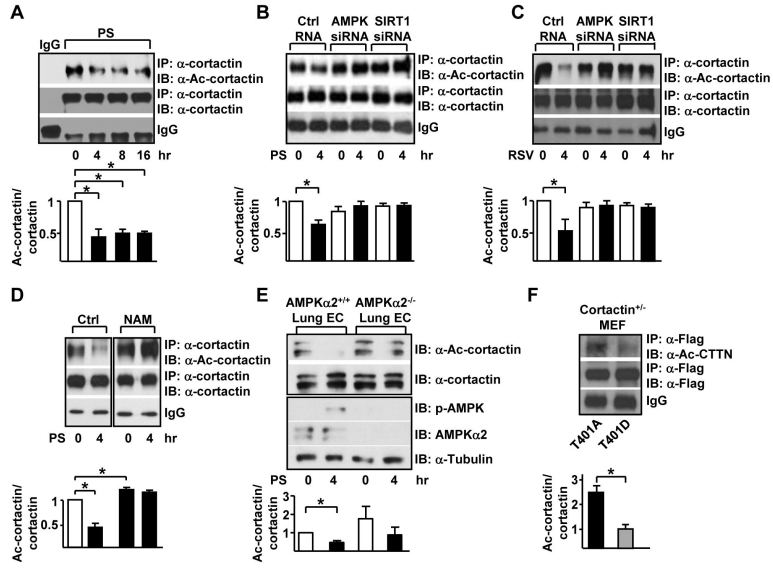 A
IgG
PS
IP: α-cortactin
IB: α-Ac-cortactin
IP: α-cortactin
IB: α-cortactin
IgG
0 4 8 16 hr
* * *
Ac-cortactin/
cortactin
1
0.5
B
Ctrl RNA
AMPK siRNA
SIRT1 siRNA
IP: α-cortactin
IB: α-Ac-cortactin
IP: α-cortactin
IB: α-cortactin
IgG
PS 0 4 0 4 0 4 hr
*
Ac-cortactin/
cortactin
1
0.5
C
Ctrl RNA
AMPK siRNA
SIRT1 siRNA
IP: α-cortactin
IB: α-Ac-cortactin
IP: α-cortactin
IB: α-cortactin
IgG
RSV 0 4 0 4 0 4 hr
*
Ac-cortactin/
cortactin
1
0.5
D
Ctrl
NAM
IP: α-cortactin
IB: α-Ac-cortactin
IP: α-cortactin
IB: α-cortactin
IgG
PS 0 4 0 4 hr
* *
Ac-cortactin/
cortactin
1
0.5
E
AMPKα2+/+ Lung EC
AMPKα2-/- Lung EC
IB: α-Ac-cortactin
IB: α-cortactin
IB: p-AMPK
IB: AMPKα2
IB: α-Tubulin
PS 0 4 0 4 hr
*
Ac-cortactin/
cortactin
2
1
0
F
Cortactin+/-
MEF
IP: α-Flag
IB: α-Ac-CTTN
IP: α-Flag
IB: α-Flag
IgG
T401A
T401D
*
Ac-cortactin/
cortactin
3
2
1
0